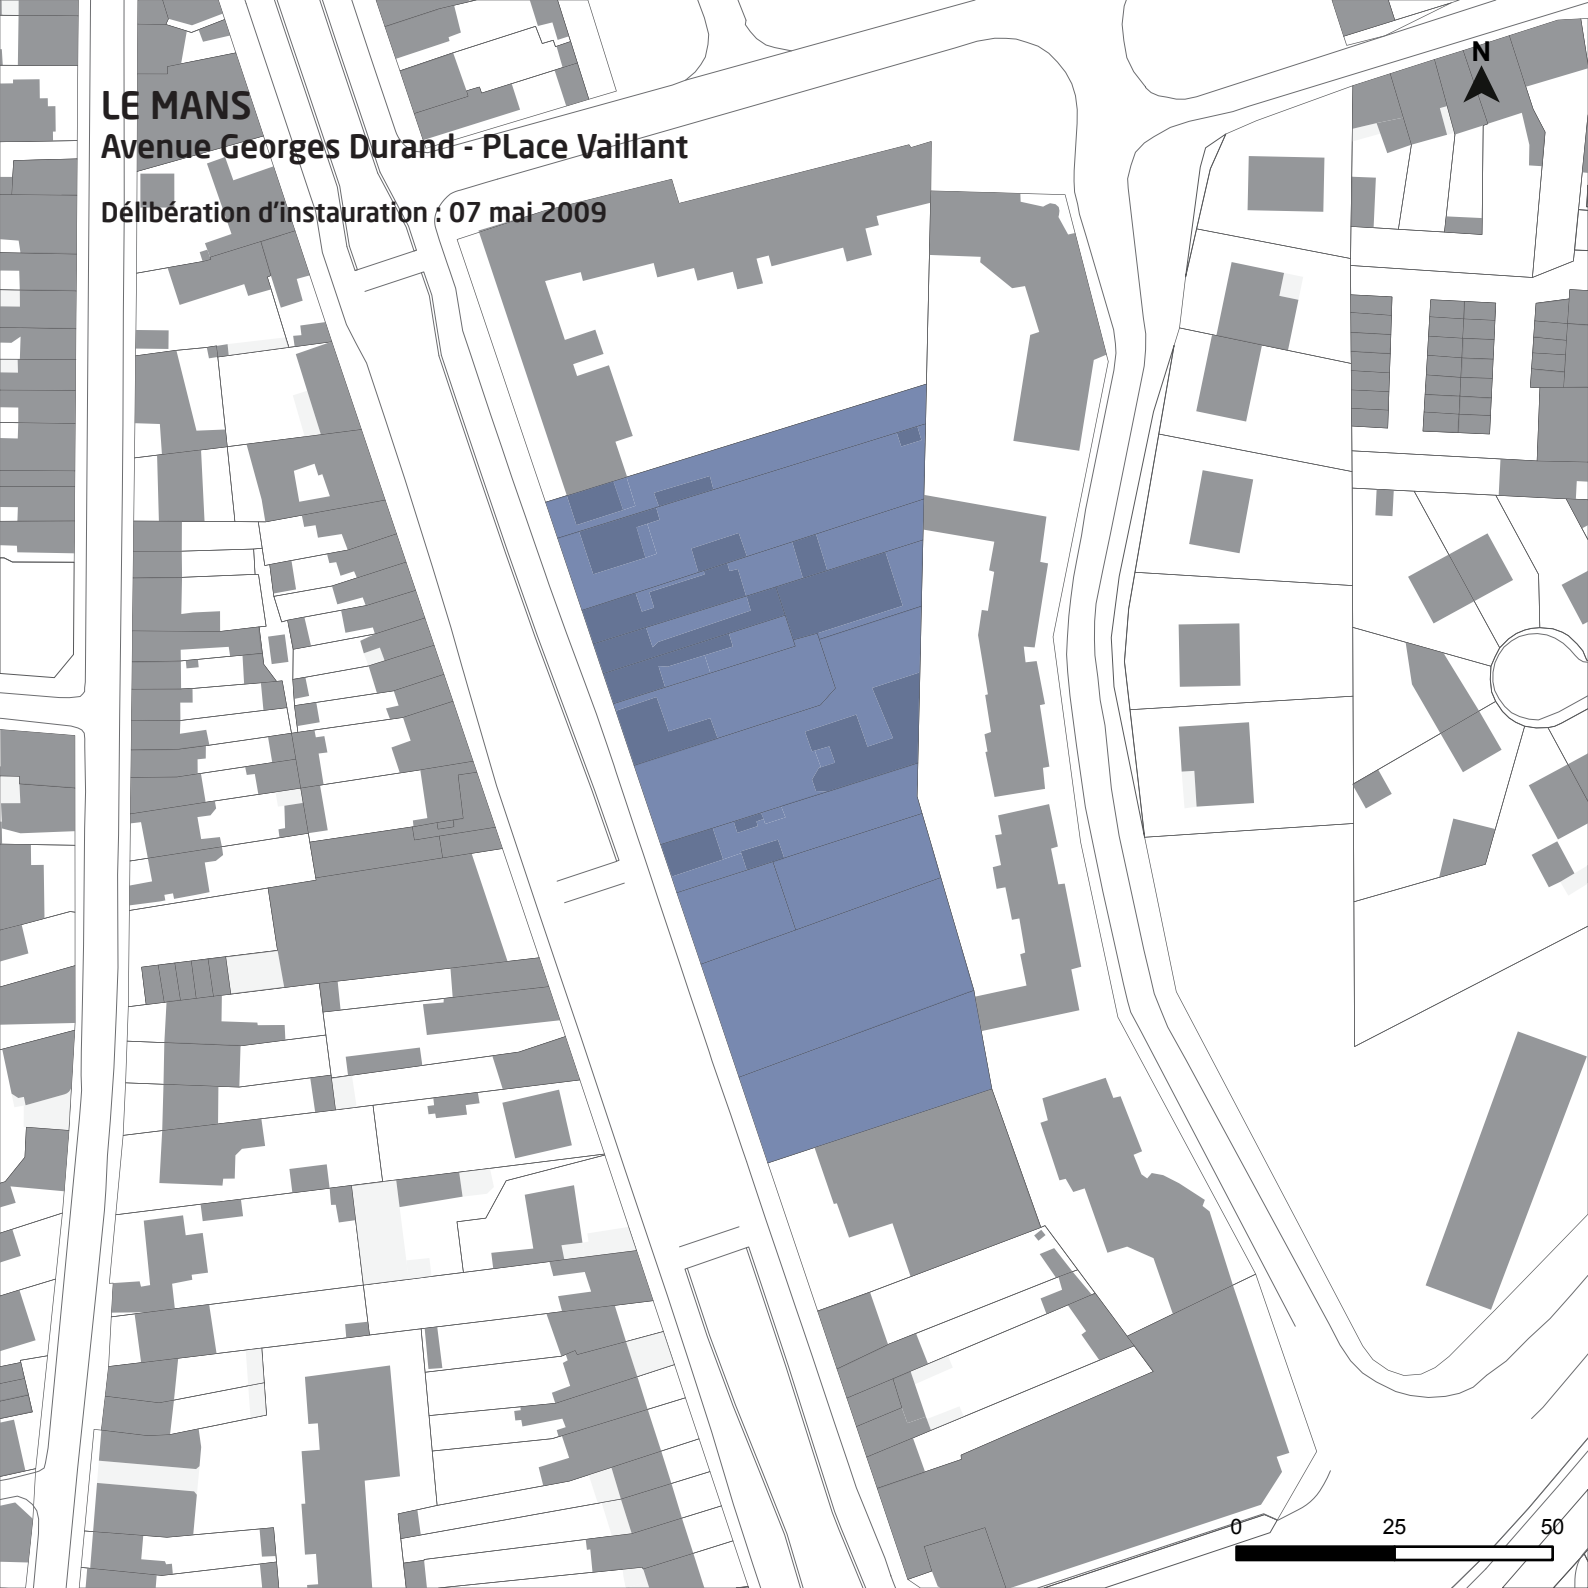 N
LE MANS
Avenue Georges Durand - PLace Vaillant
Délibération d'instauration : 07 mai 2009
0 25 50